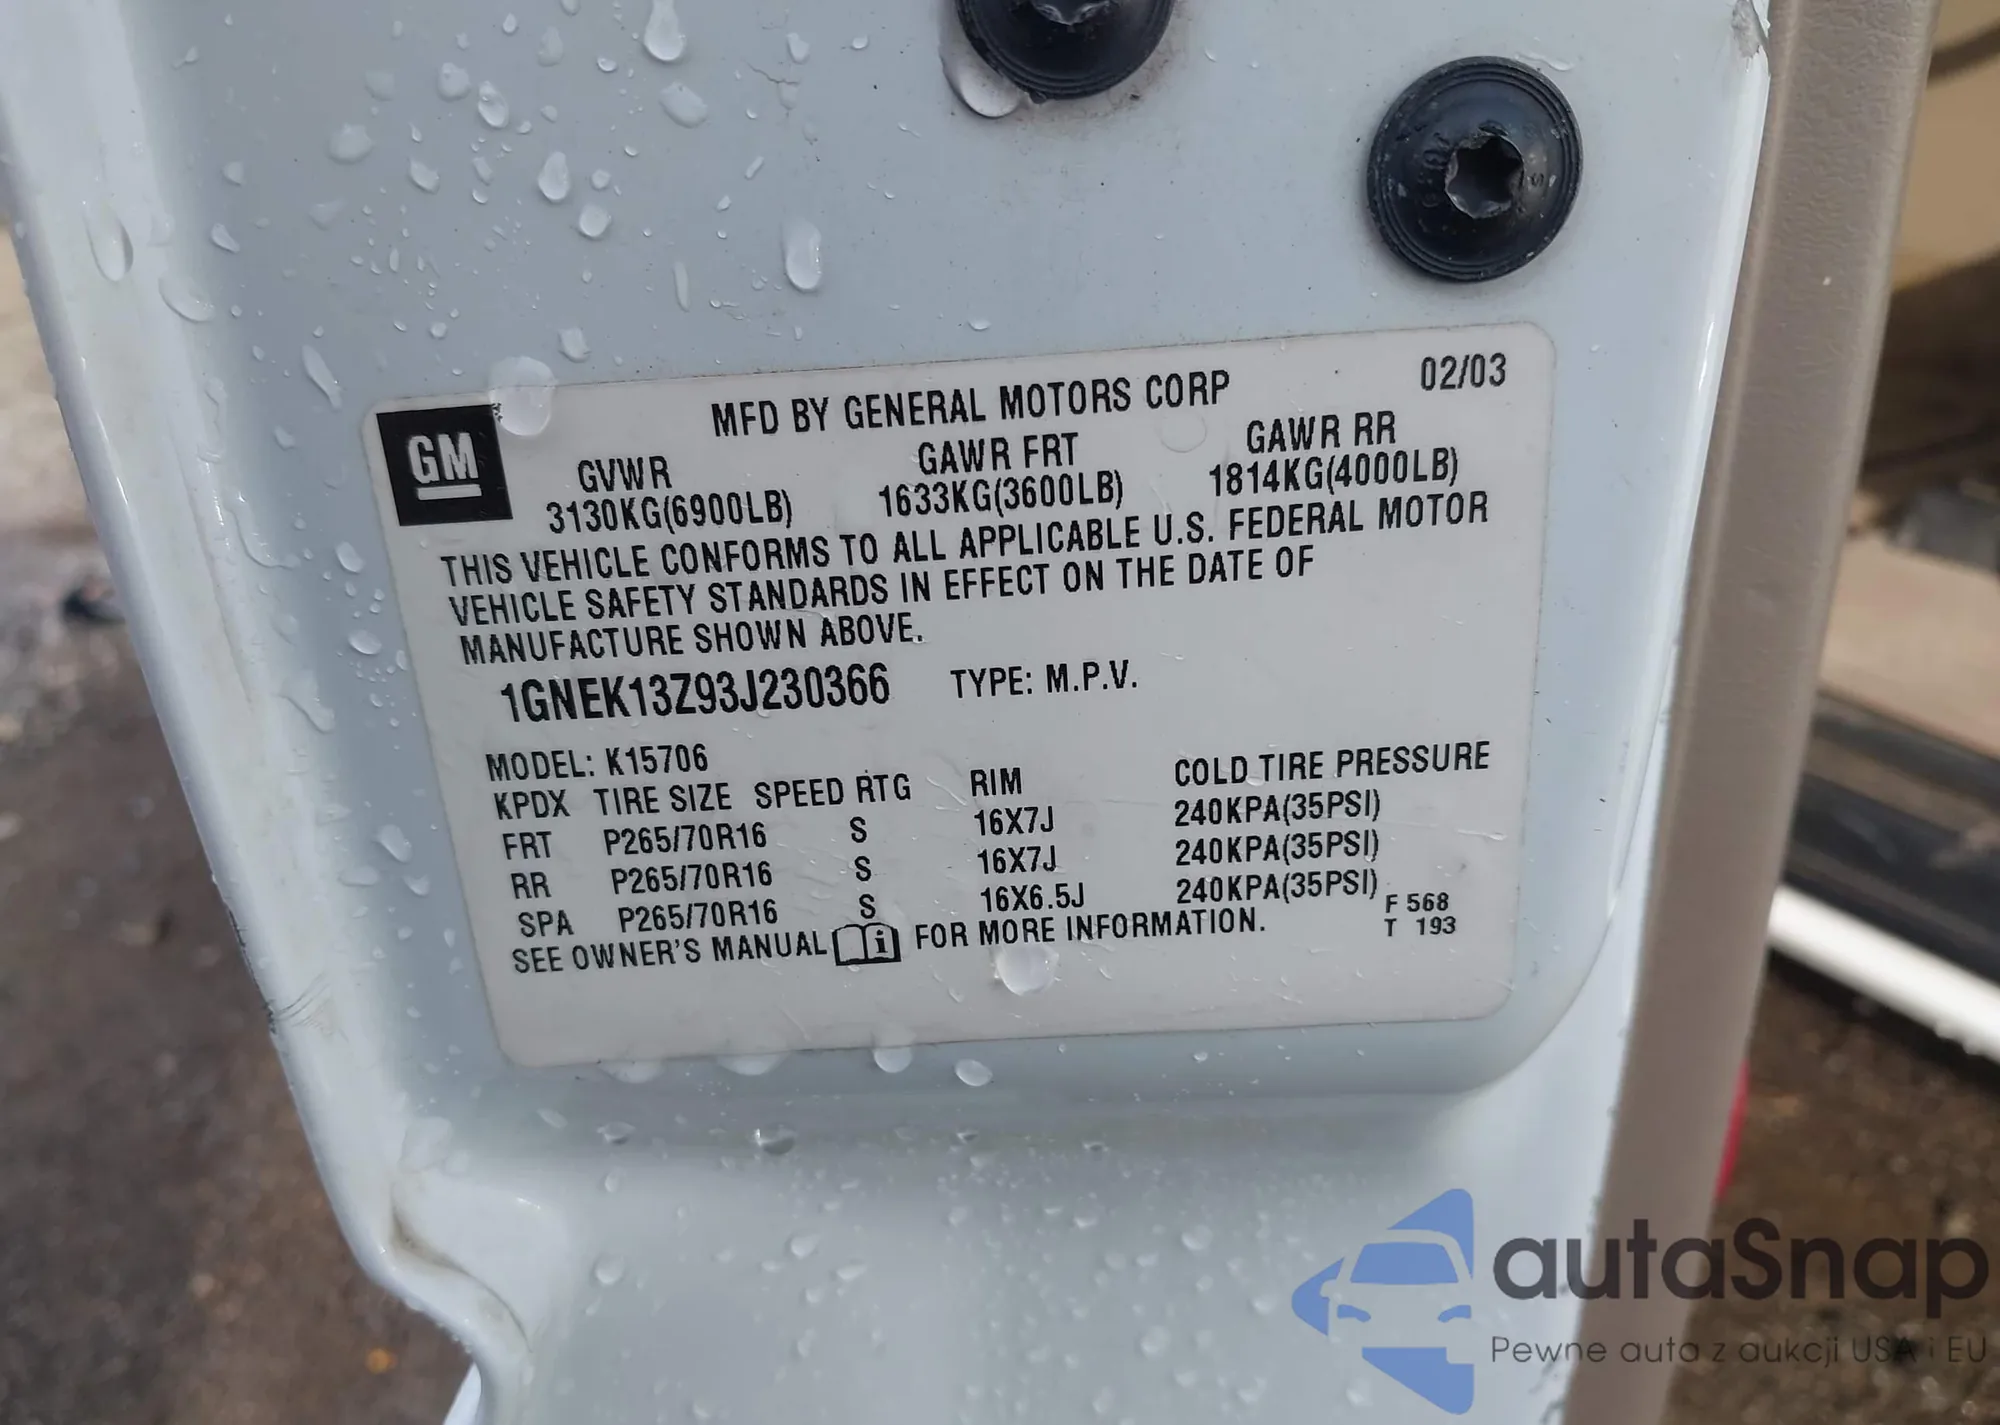 GM
MFD BY GENERAL MOTORS CORP 02/03
GVWR GAWR FRT GAWR RR
3130KG(6900LB) 1633KG(3600LB) 1814KG(4000LB)
THIS VEHICLE CONFORMS TO ALL APPLICABLE U.S. FEDERAL MOTOR
VEHICLE SAFETY STANDARDS IN EFFECT ON THE DATE OF
MANUFACTURE SHOWN ABOVE.
1GNEK13Z93J230366 TYPE: M.P.V.
MODEL: K15706
KPDX TIRE SIZE SPEED RTG RIM COLD TIRE PRESSURE
FRT P265/70R16 S 16X7J 240KPA(35PSI)
RR P265/70R16 S 16X7J 240KPA(35PSI)
SPA P265/70R16 S 16X6.5J 240KPA(35PSI)
SEE OWNER'S MANUAL i FOR MORE INFORMATION.
F 568
T 193
autaSnap
Pewne auta z aukcji USA i EU